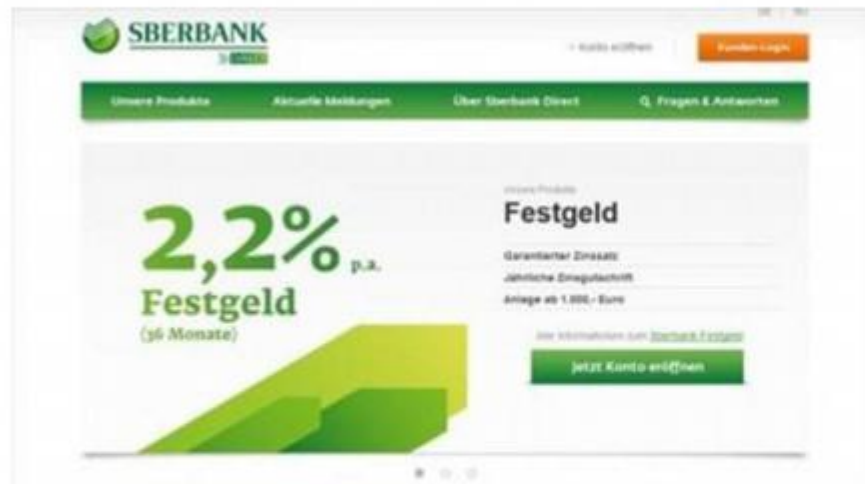 SBERBANK
DIRECT
Konto eröffnen
Kunden-Login
Unsere Produkte
Aktuelle Meldungen
Über Sberbank Direct
Fragen & Antworten
2,2% p.a.
Festgeld
(36 Monate)
Unsere Produkte
Festgeld
Garantierter Zinssatz
Jährliche Zinsgutschrift
Anlage ab 1.000,- Euro
Alle Informationen zum Sberbank Festgeld
Jetzt Konto eröffnen